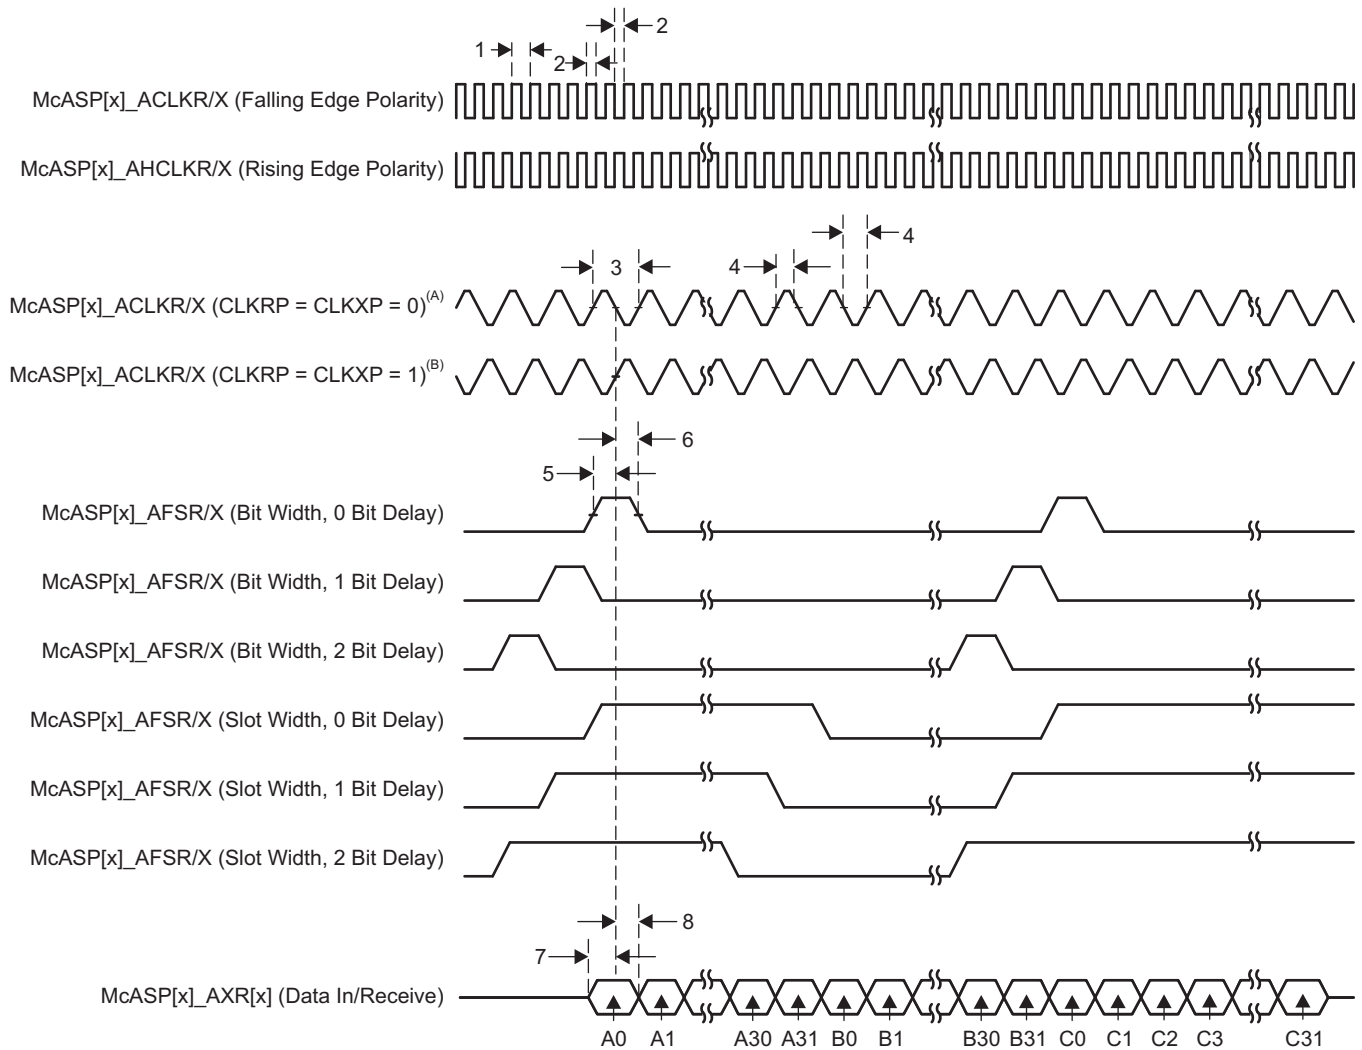 2
1
2
McASP[x]_ACLKR/X (Falling Edge Polarity)
McASP[x]_AHCLKR/X (Rising Edge Polarity)
4
3
4
McASP[x]_ACLKR/X (CLKRP = CLKXP = 0)(A)
McASP[x]_ACLKR/X (CLKRP = CLKXP = 1)(B)
6
5
McASP[x]_AFSR/X (Bit Width, 0 Bit Delay)
McASP[x]_AFSR/X (Bit Width, 1 Bit Delay)
McASP[x]_AFSR/X (Bit Width, 2 Bit Delay)
McASP[x]_AFSR/X (Slot Width, 0 Bit Delay)
McASP[x]_AFSR/X (Slot Width, 1 Bit Delay)
McASP[x]_AFSR/X (Slot Width, 2 Bit Delay)
8
7
McASP[x]_AXR[x] (Data In/Receive)
A0 A1 A30 A31 B0 B1 B30 B31 C0 C1 C2 C3 C31